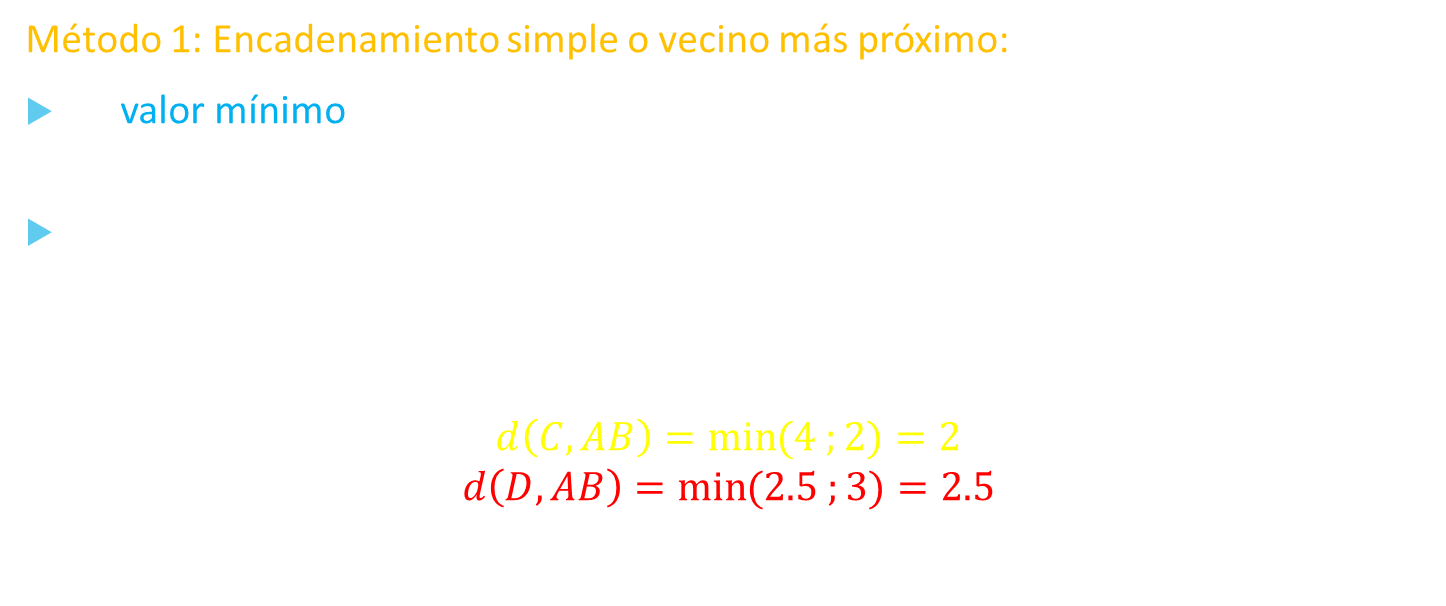 Método 1: Encadenamiento simple o vecino más próximo:
valor mínimo
d(C, AB) = min(4 ; 2) = 2
d(D, AB) = min(2.5 ; 3) = 2.5